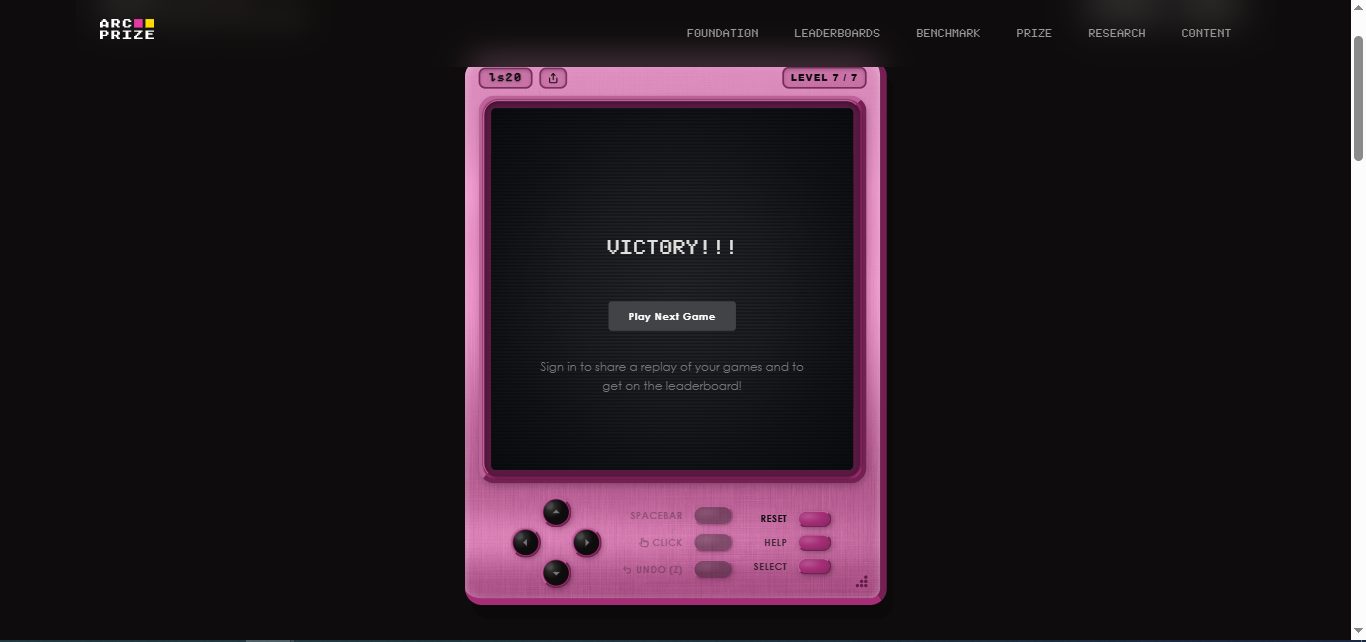 ARC
PRIZE
FOUNDATION LEADERBOARDS BENCHMARK PRIZE RESEARCH CONTENT
ls20
LEVEL 7 / 7
VICTORY!!!
Play Next Game
Sign in to share a replay of your games and to
get on the leaderboard!
SPACEBAR
CLICK
UNDO (Z)
RESET
HELP
SELECT